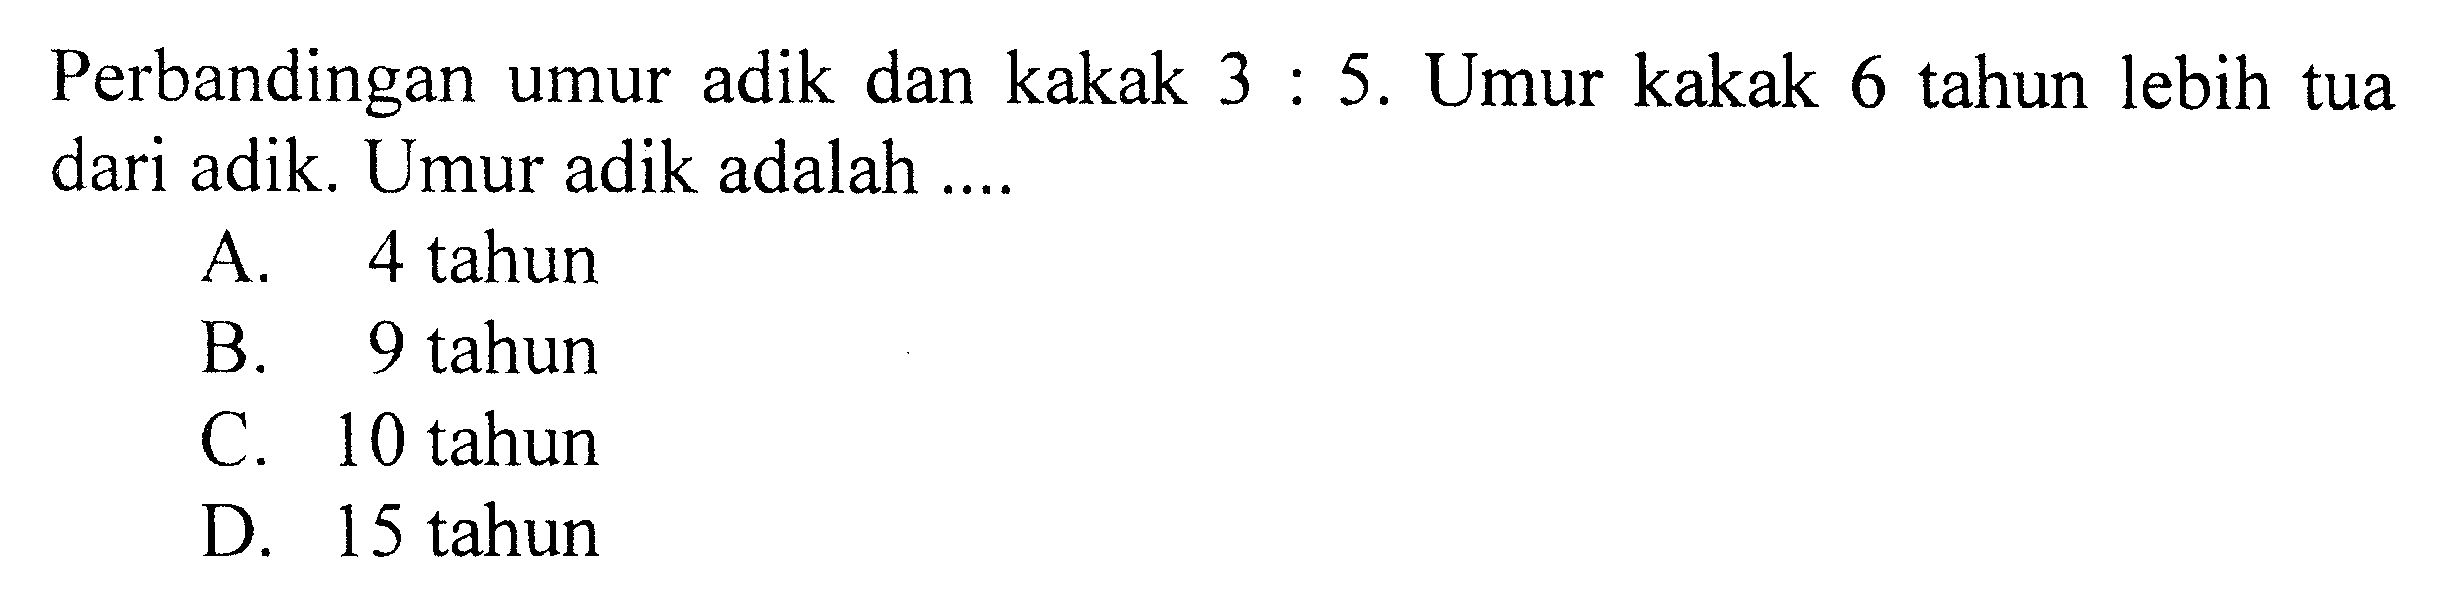 Perbandingan umur adik dan kakak 3 : 5. Umur kakak 6 tahun lebih tua
dari adik. Umur adik adalah ....
A. 4 tahun
B. 9 tahun
C. 10 tahun
D. 15 tahun